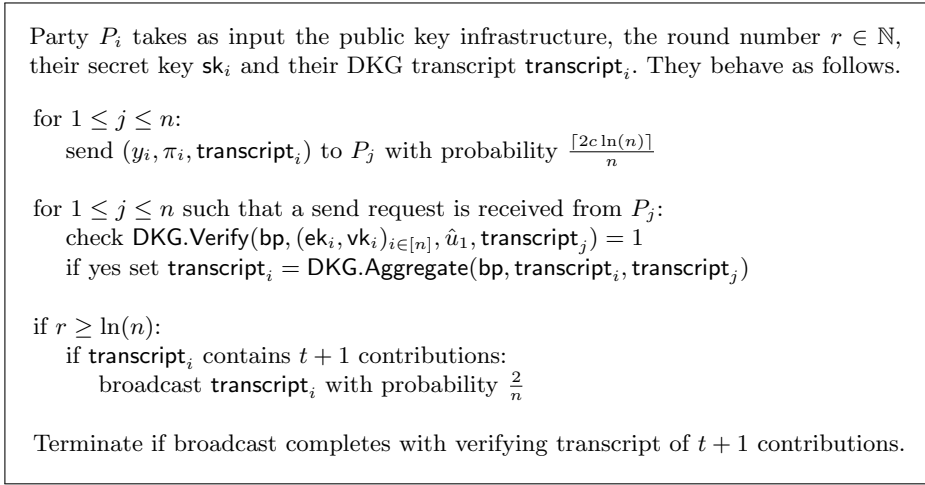 Party P_i takes as input the public key infrastructure, the round number r ∈ ℕ,
their secret key sk_i and their DKG transcript transcript_i. They behave as follows.
for 1 ≤ j ≤ n:
send (y_i, π_i, transcript_i) to P_j with probability ⌈2c ln(n)⌉/n
for 1 ≤ j ≤ n such that a send request is received from P_j:
check DKG.Verify(bp, (ek_i, vk_i)_{i∈[n]}, û_1, transcript_j) = 1
if yes set transcript_i = DKG.Aggregate(bp, transcript_i, transcript_j)
if r ≥ ln(n):
if transcript_i contains t + 1 contributions:
broadcast transcript_i with probability 2/n
Terminate if broadcast completes with verifying transcript of t + 1 contributions.